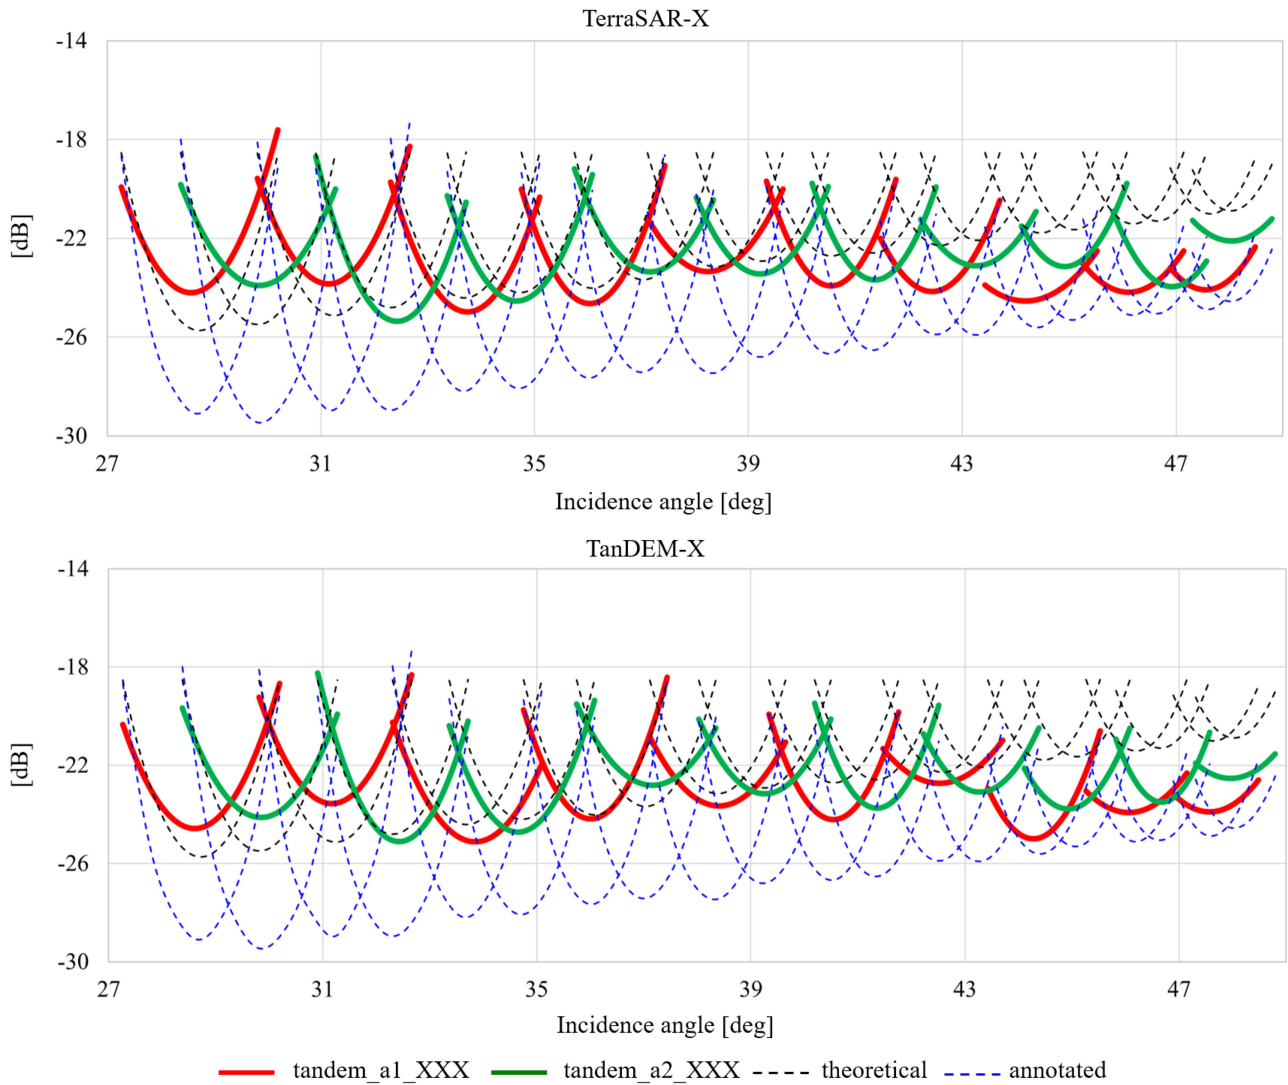 TerraSAR-X
-14
-18
-22
-26
-30
[dB]
27 31 35 39 43 47
Incidence angle [deg]
TanDEM-X
-14
-18
-22
-26
-30
[dB]
27 31 35 39 43 47
Incidence angle [deg]
tandem_a1_XXX tandem_a2_XXX theoretical annotated